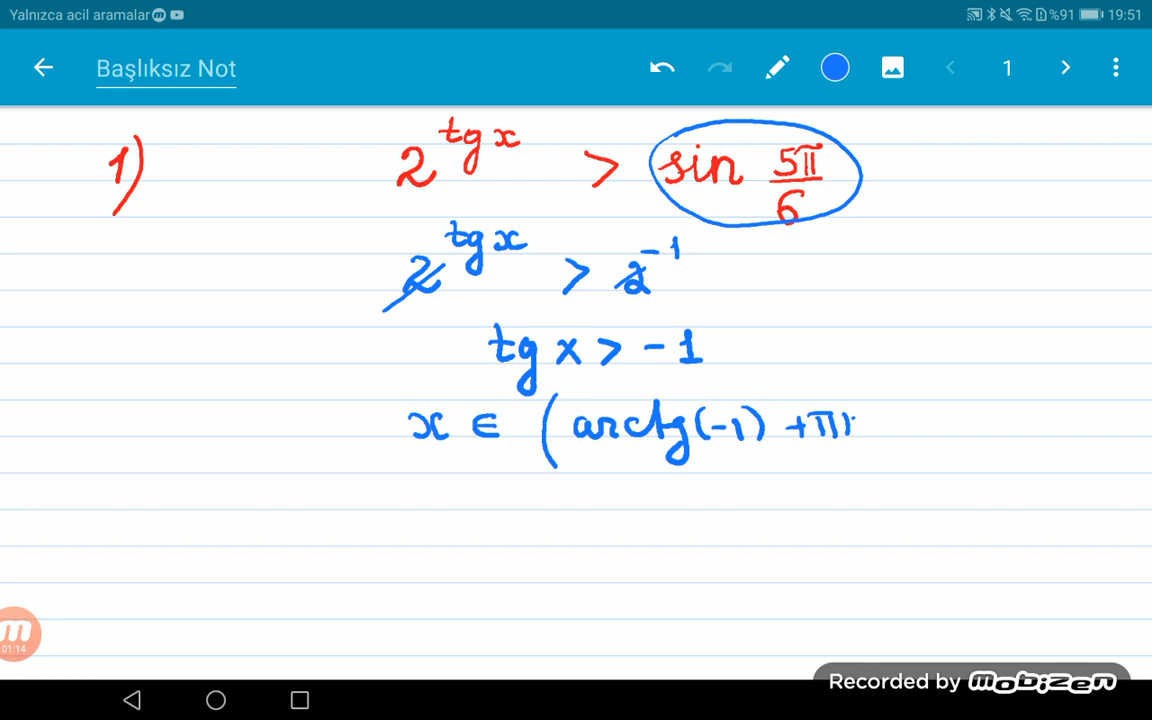 Yalnızca acil aramalar
%91 19:51
Başlıksız Not
1
1) 2^{tg x} > sin \frac{5π}{6}
2^{tg x} > 2^{-1}
tg x > -1
x ∈ (arctg(-1) +π
01:14
Recorded by mobizen